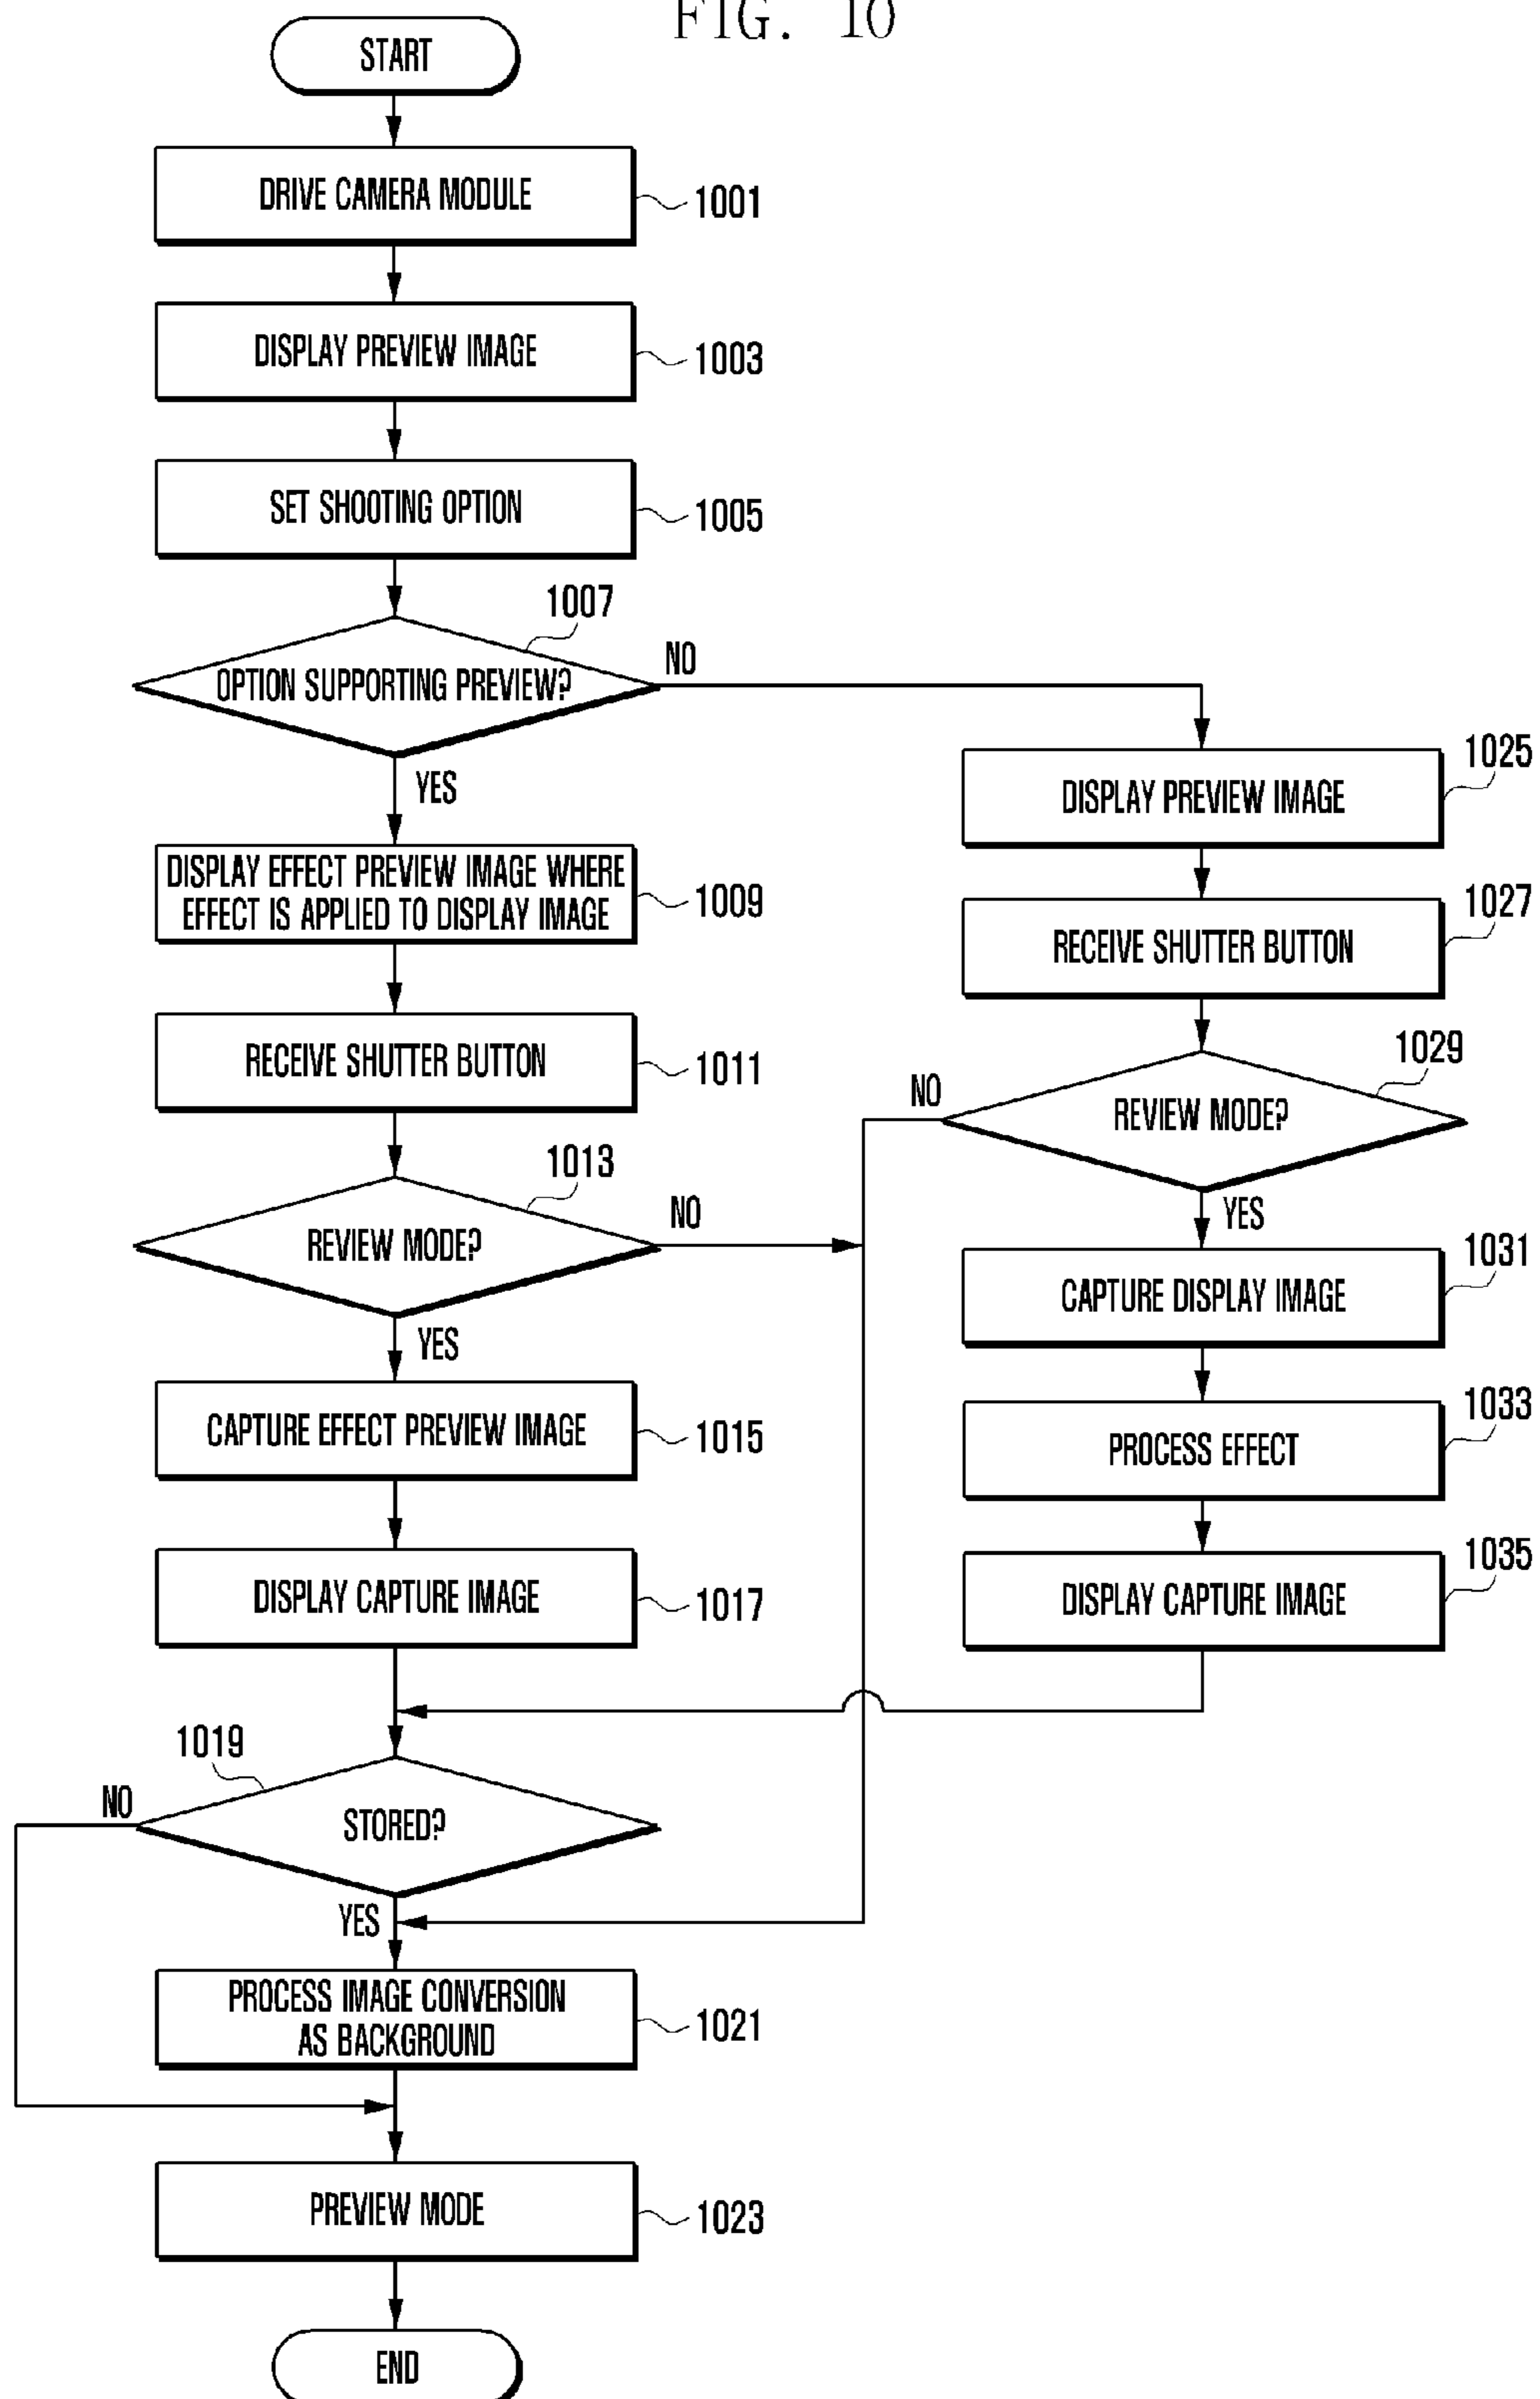 FIG. 10
START
DRIVE CAMERA MODULE
1001
DISPLAY PREVIEW IMAGE
1003
SET SHOOTING OPTION
1005
1007
OPTION SUPPORTING PREVIEW?
NO
YES
DISPLAY EFFECT PREVIEW IMAGE WHERE
EFFECT IS APPLIED TO DISPLAY IMAGE
1009
RECEIVE SHUTTER BUTTON
1011
1013
REVIEW MODE?
NO
YES
CAPTURE EFFECT PREVIEW IMAGE
1015
DISPLAY CAPTURE IMAGE
1017
1019
NO
STORED?
YES
PROCESS IMAGE CONVERSION
AS BACKGROUND
1021
PREVIEW MODE
1023
END
1025
DISPLAY PREVIEW IMAGE
1027
RECEIVE SHUTTER BUTTON
1029
NO
REVIEW MODE?
YES
1031
CAPTURE DISPLAY IMAGE
1033
PROCESS EFFECT
1035
DISPLAY CAPTURE IMAGE